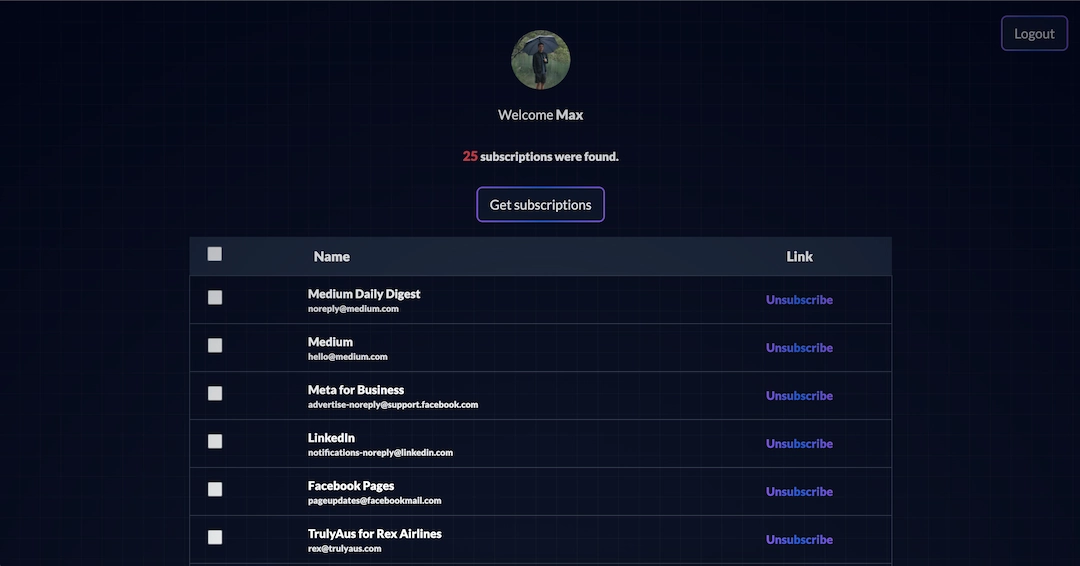 Logout
Welcome Max
25 subscriptions were found.
Get subscriptions
Name Link
Medium Daily Digest
noreply@medium.com
Unsubscribe
Medium
hello@medium.com
Unsubscribe
Meta for Business
advertise-noreply@support.facebook.com
Unsubscribe
LinkedIn
notifications-noreply@linkedin.com
Unsubscribe
Facebook Pages
pageupdates@facebookmail.com
Unsubscribe
TrulyAus for Rex Airlines
rex@trulyaus.com
Unsubscribe